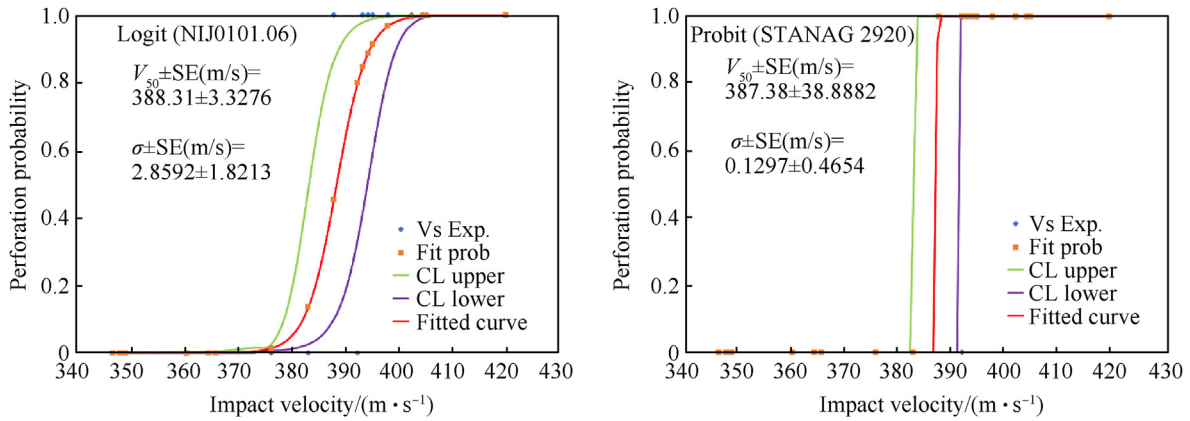 Logit (NIJ0101.06)
V50±SE(m/s)=
388.31±3.3276
σ±SE(m/s)=
2.8592±1.8213
Vs Exp.
Fit prob
CL upper
CL lower
Fitted curve
Perforation probability
1.0
0.8
0.6
0.4
0.2
0
340 350 360 370 380 390 400 410 420 430
Impact velocity/(m · s⁻¹)
Probit (STANAG 2920)
V50±SE(m/s)=
387.38±38.8882
σ±SE(m/s)=
0.1297±0.4654
Vs Exp.
Fit prob
CL upper
CL lower
Fitted curve
Perforation probability
1.0
0.8
0.6
0.4
0.2
0
340 350 360 370 380 390 400 410 420 430
Impact velocity/(m · s⁻¹)